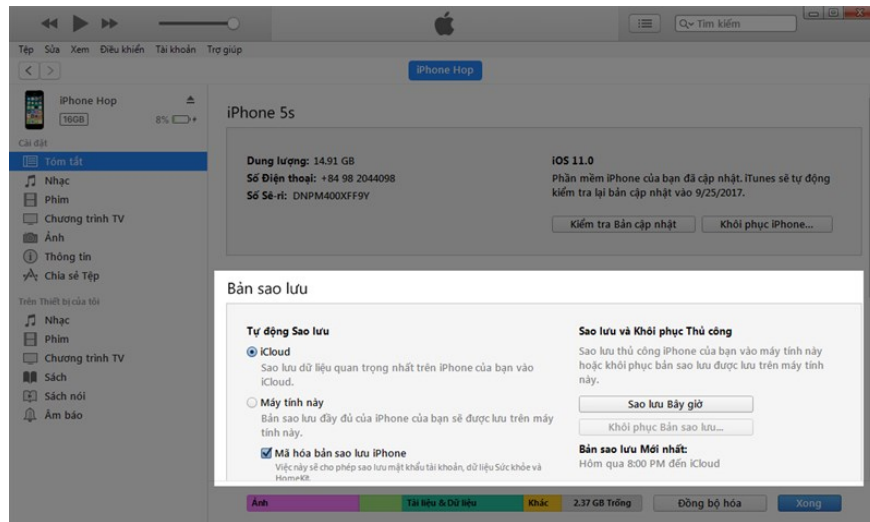 Tìm kiếm
Tệp Sửa Xem Điều khiển Tài khoản Trợ giúp
iPhone Hop
iPhone Hop
16GB 8%
Cài đặt
Tóm tắt
Nhạc
Phim
Chương trình TV
Ảnh
Thông tin
Chia sẻ Tệp
Trên Thiết bị của tôi
Nhạc
Phim
Chương trình TV
Sách
Sách nói
Âm báo
iPhone 5s
Dung lượng: 14.91 GB
Số Điện thoại: +84 98 2044098
Số Sê-ri: DNPM400XFF9Y
iOS 11.0
Phần mềm iPhone của bạn đã cập nhật. iTunes sẽ tự động
kiểm tra lại bản cập nhật vào 9/25/2017.
Kiểm tra Bản cập nhật Khôi phục iPhone...
Bản sao lưu
Tự động Sao lưu
iCloud
Sao lưu dữ liệu quan trọng nhất trên iPhone của bạn vào
iCloud.
Máy tính này
Bản sao lưu đầy đủ của iPhone của bạn sẽ được lưu trên máy
tính này.
Mã hóa bản sao lưu iPhone
Việc này sẽ cho phép sao lưu mật khẩu tài khoản, dữ liệu Sức khỏe và
HomeKit.
Sao lưu và Khôi phục Thủ công
Sao lưu thủ công iPhone của bạn vào máy tính này
hoặc khôi phục bản sao lưu được lưu trên máy tính
này.
Sao lưu Bây giờ
Khôi phục Bản sao lưu...
Bản sao lưu Mới nhất:
Hôm qua 8:00 PM đến iCloud
Ảnh Tài liệu & Dữ liệu Khác 2.37 GB Trống Đồng bộ hóa Xong